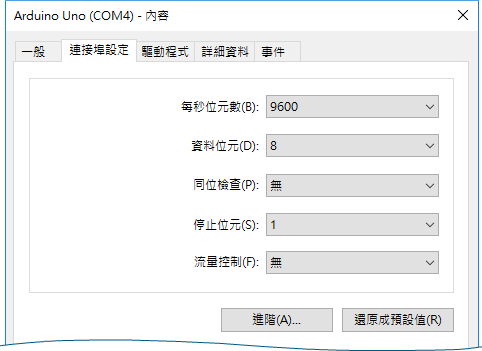 Arduino Uno (COM4) - 內容
一般 連接埠設定 驅動程式 詳細資料 事件
每秒位元數(B): 9600
資料位元(D): 8
同位檢查(P): 無
停止位元(S): 1
流量控制(F): 無
進階(A)... 還原成預設值(R)